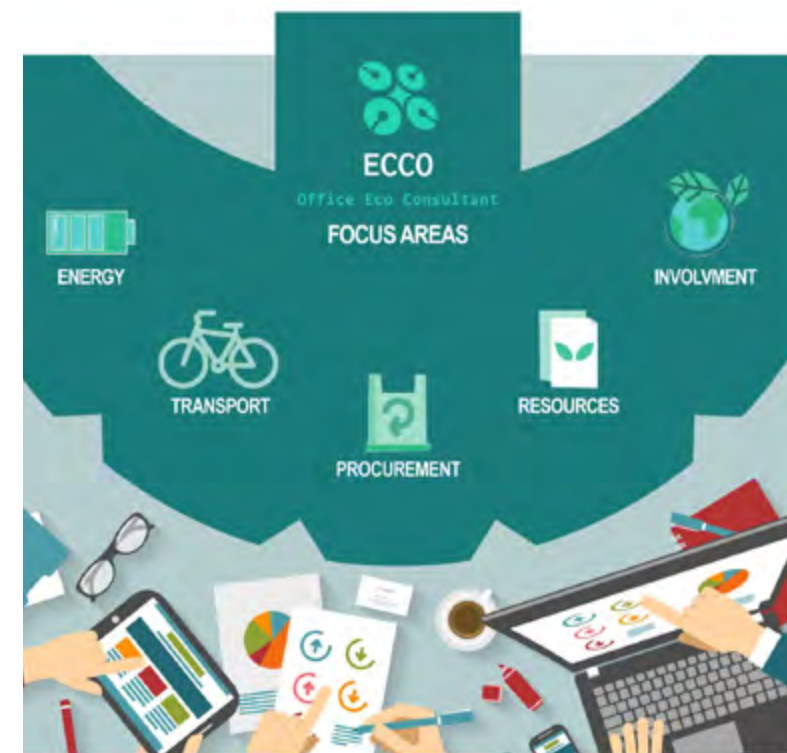 ECCO
Office Eco Consultant
FOCUS AREAS
ENERGY
INVOLVMENT
TRANSPORT
RESOURCES
PROCUREMENT